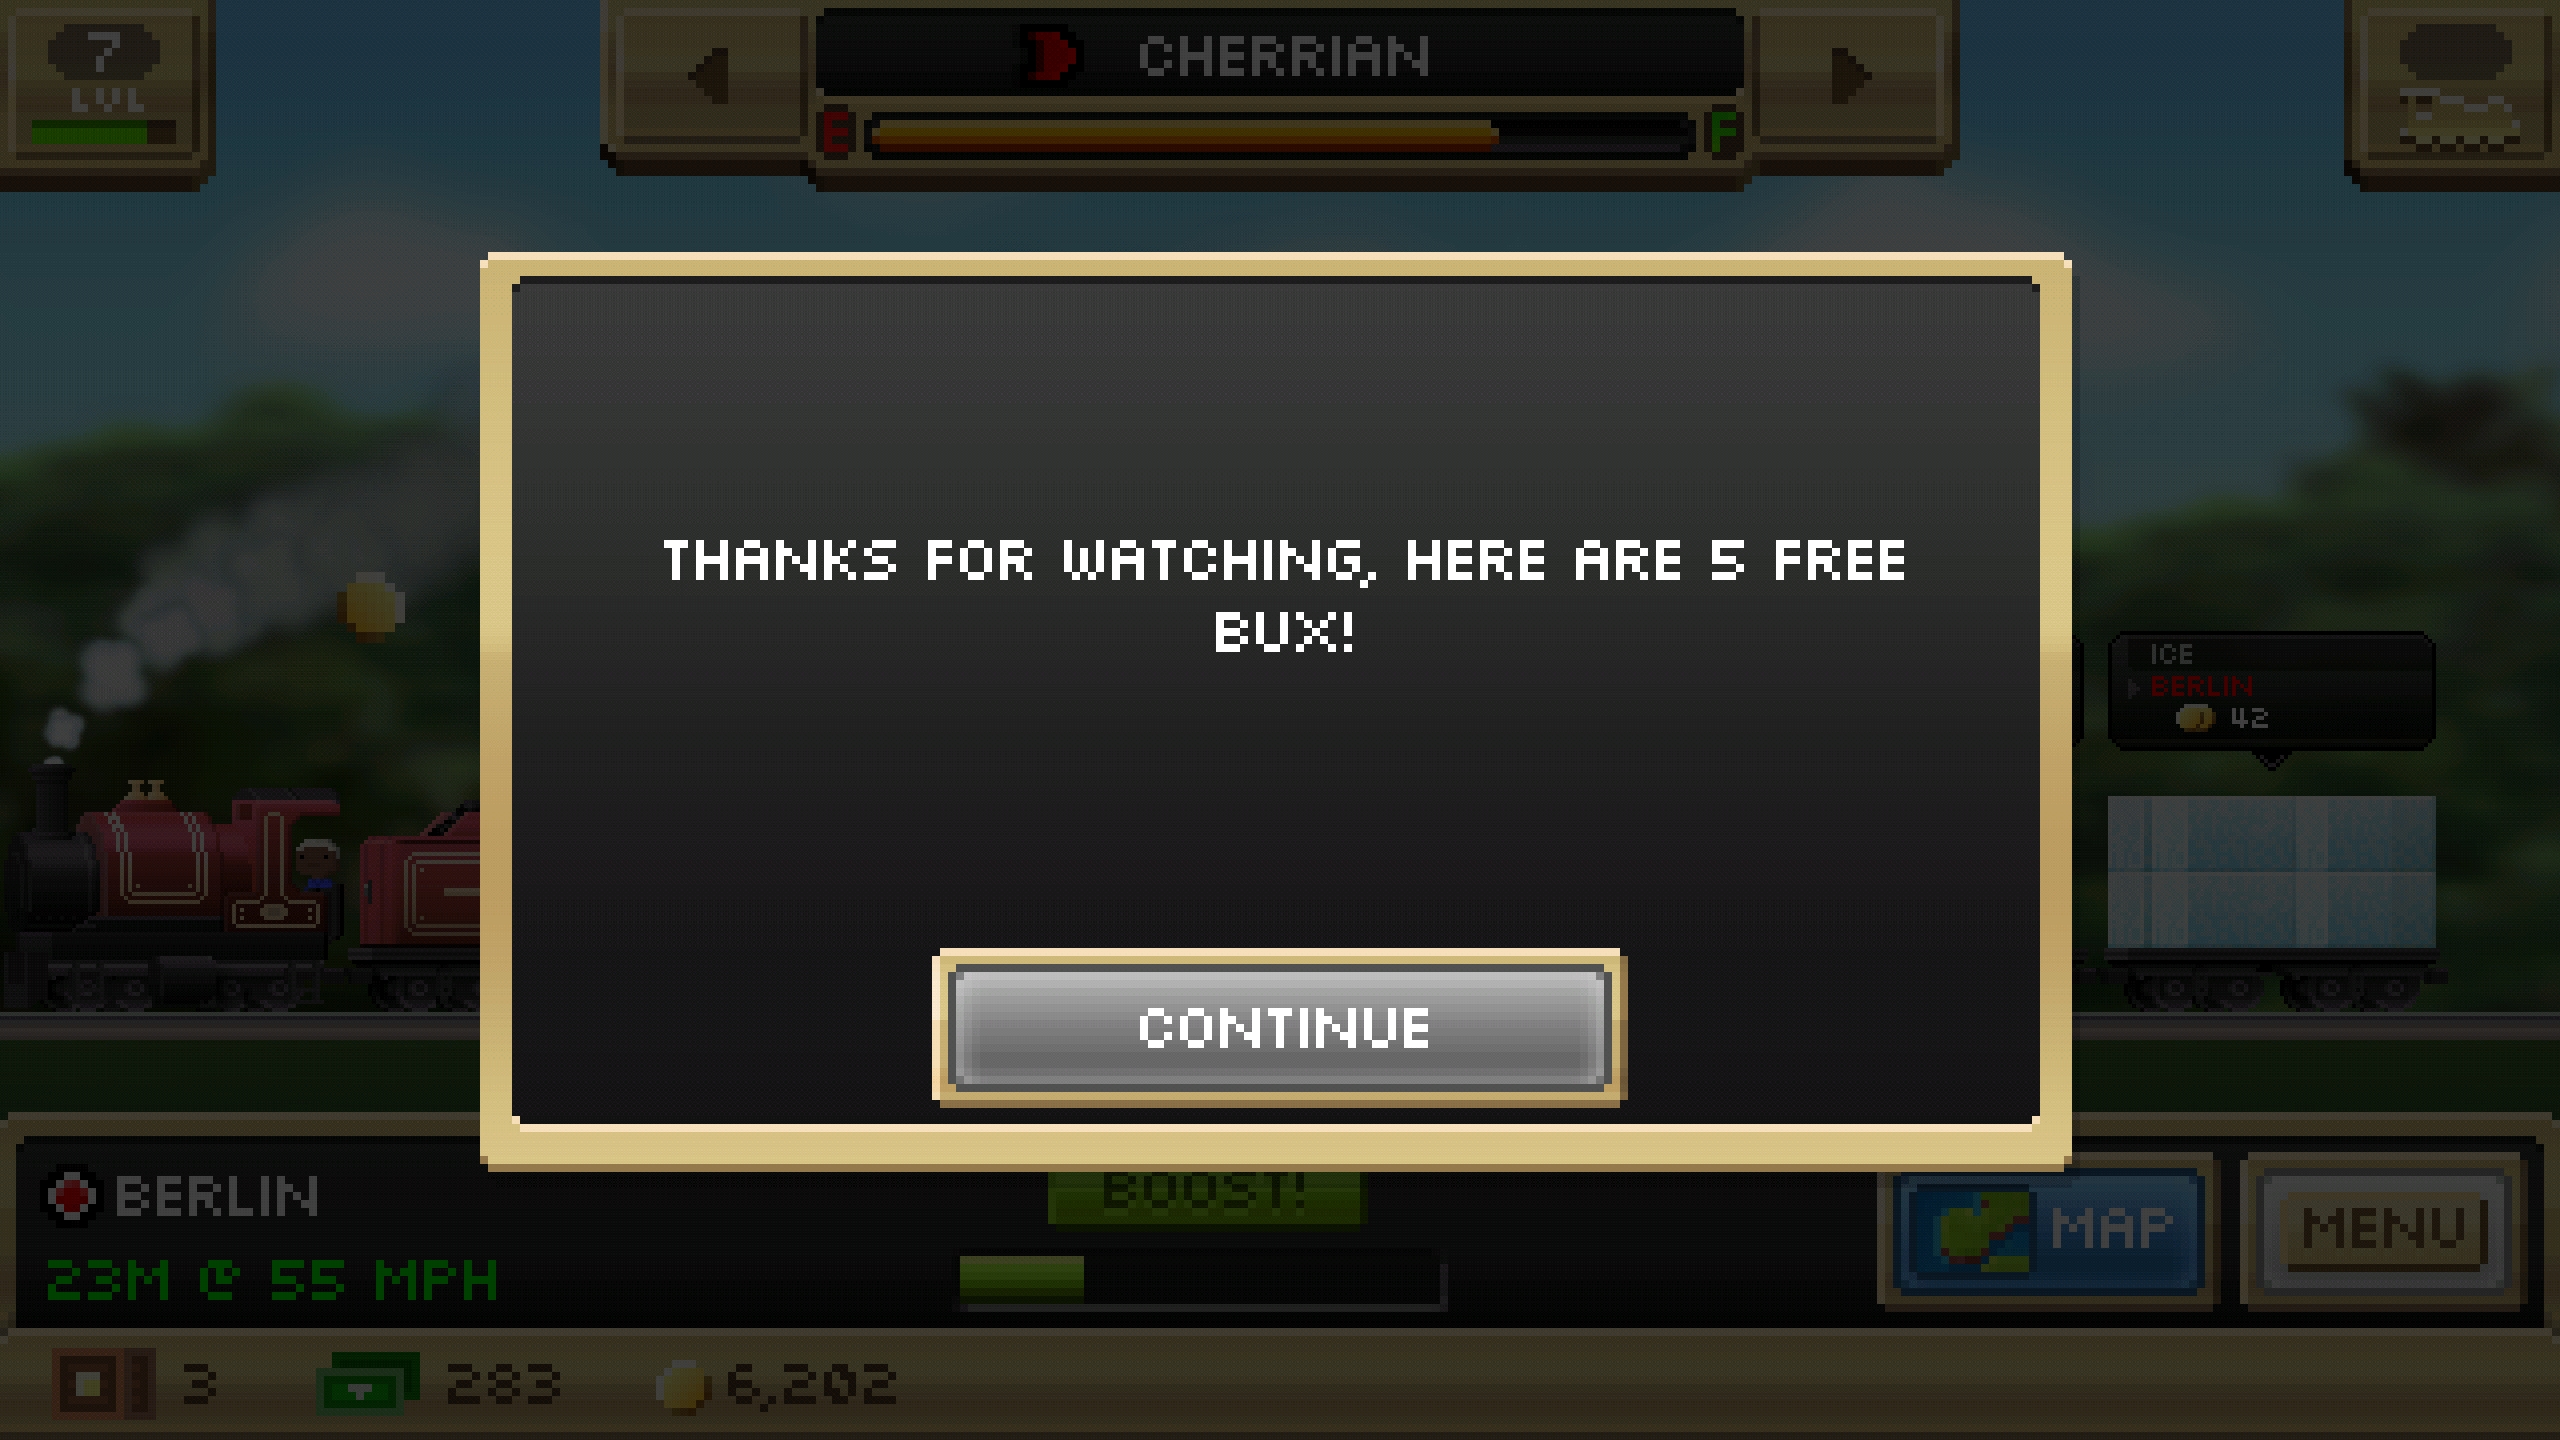 7
LVL
CHERRIAN
E
F
THANKS FOR WATCHING, HERE ARE 5 FREE
BUX!
ICE
BERLIN
42
CONTINUE
BERLIN
BOOST!
MAP
MENU
23M @ 55 MPH
3
283
6,202